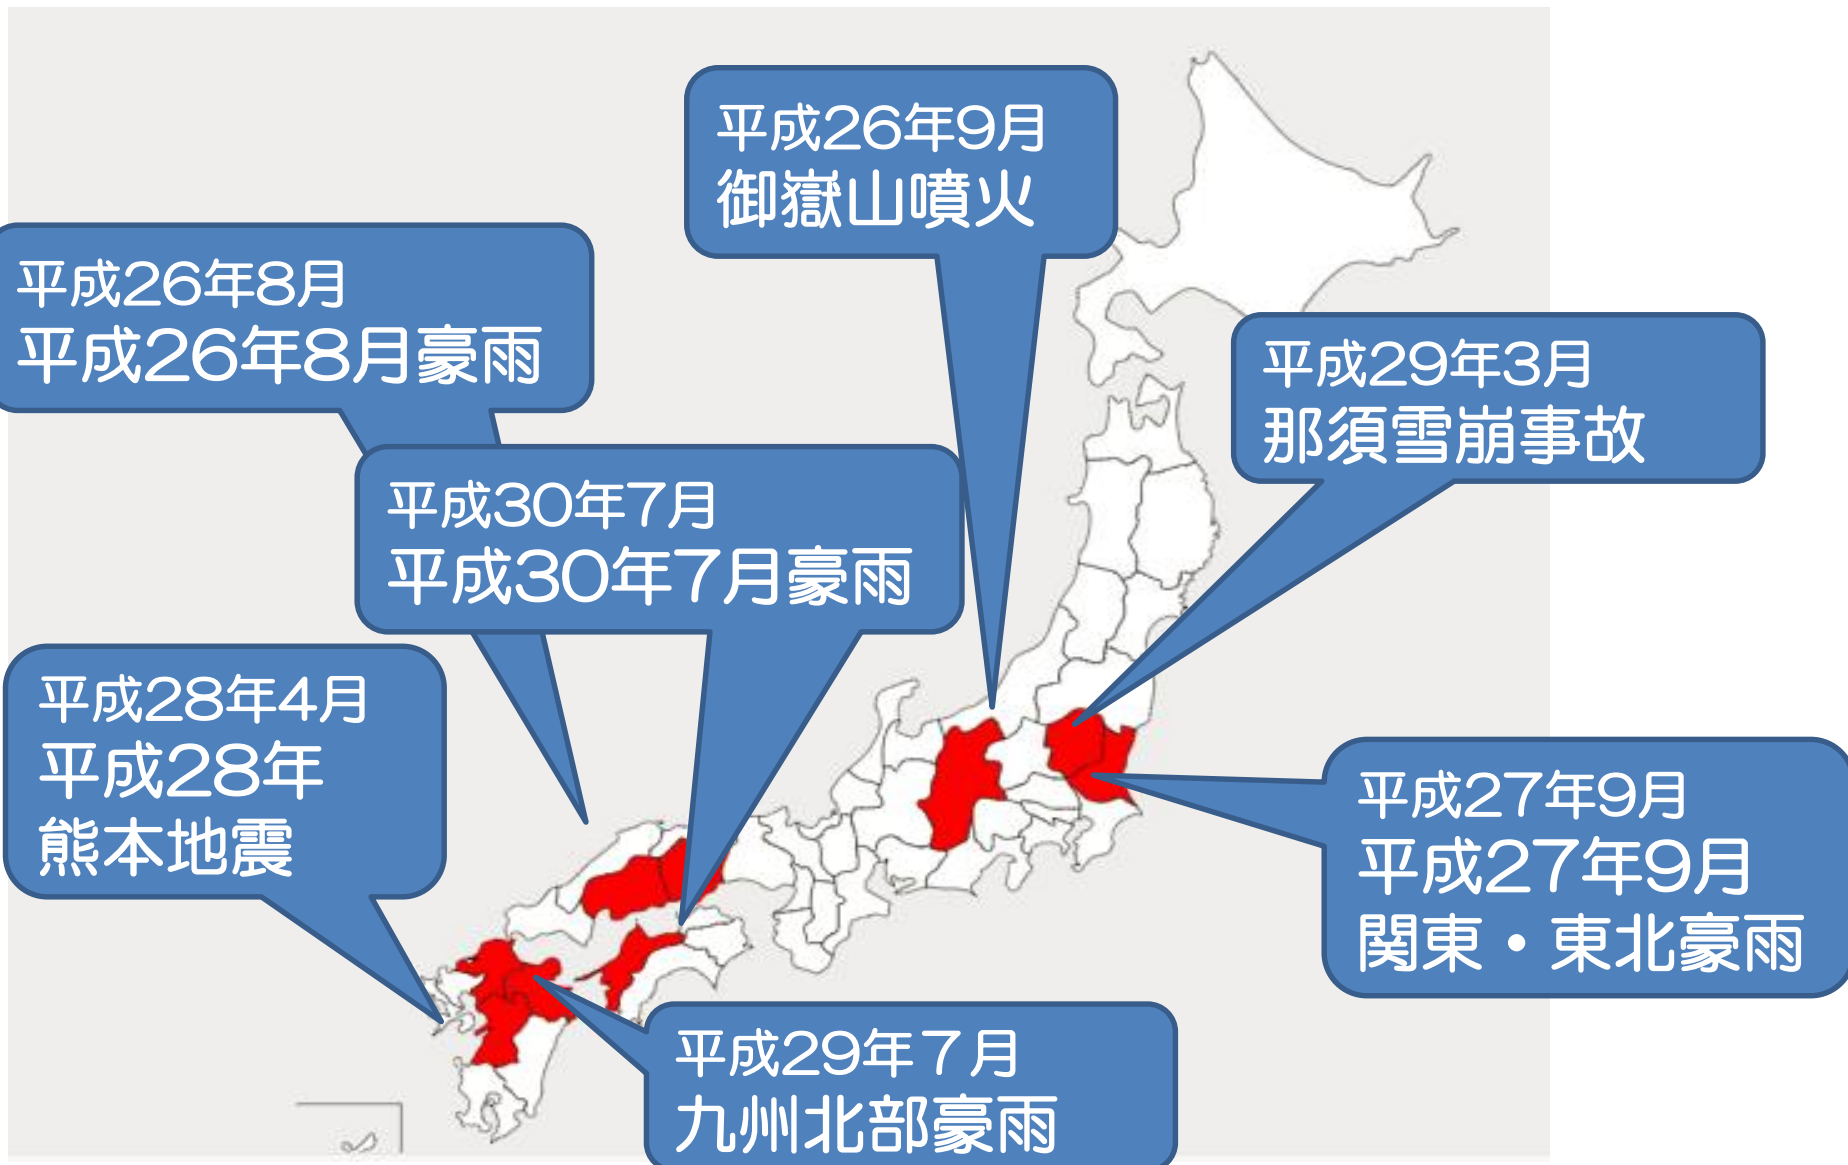 平成26年9月
御嶽山噴火
平成26年8月
平成26年8月豪雨
平成29年3月
那須雪崩事故
平成30年7月
平成30年7月豪雨
平成28年4月
平成28年
熊本地震
平成27年9月
平成27年9月
関東・東北豪雨
平成29年７月
九州北部豪雨